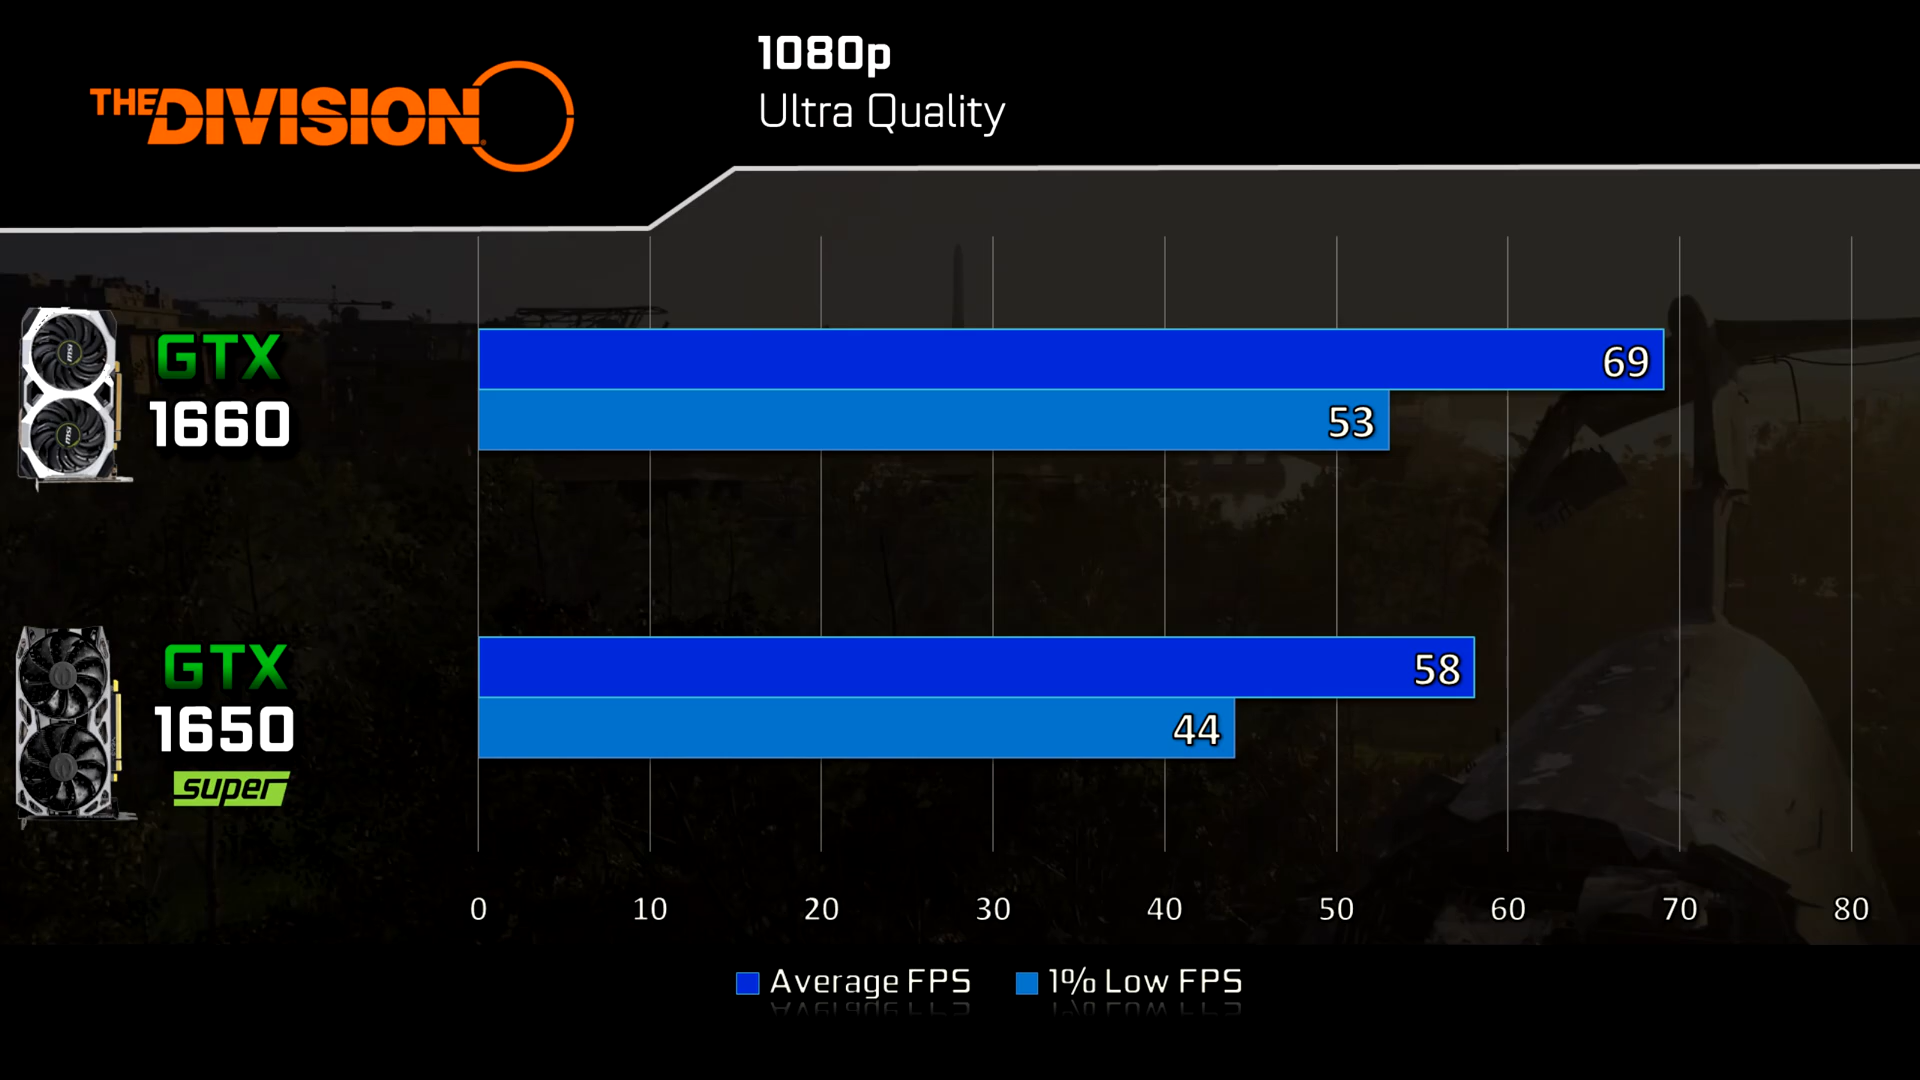 THE DIVISION
1080p
Ultra Quality
GTX
1660
69
53
GTX
1650
super
58
44
0 10 20 30 40 50 60 70 80
Average FPS 1% Low FPS